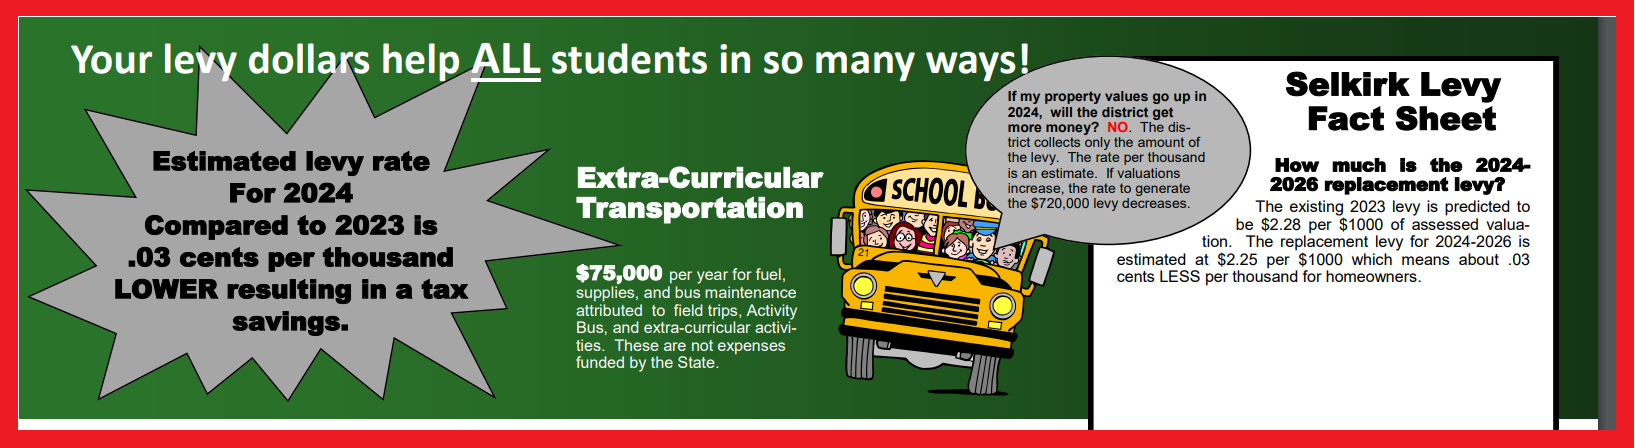 Your levy dollars help ALL students in so many ways!
Estimated levy rate
For 2024
Compared to 2023 is
.03 cents per thousand
LOWER resulting in a tax
savings.
Extra-Curricular
Transportation
$75,000 per year for fuel,
supplies, and bus maintenance
attributed to field trips, Activity
Bus, and extra-curricular activi-
ties. These are not expenses
funded by the State.
SCHOOL
21
If my property values go up in
2024, will the district get
more money? NO. The dis-
trict collects only the amount of
the levy. The rate per thousand
is an estimate. If valuations
increase, the rate to generate
the $720,000 levy decreases.
Selkirk Levy
Fact Sheet
How much is the 2024-
2026 replacement levy?
The existing 2023 levy is predicted to
be $2.28 per $1000 of assessed valua-
tion. The replacement levy for 2024-2026 is
estimated at $2.25 per $1000 which means about .03
cents LESS per thousand for homeowners.